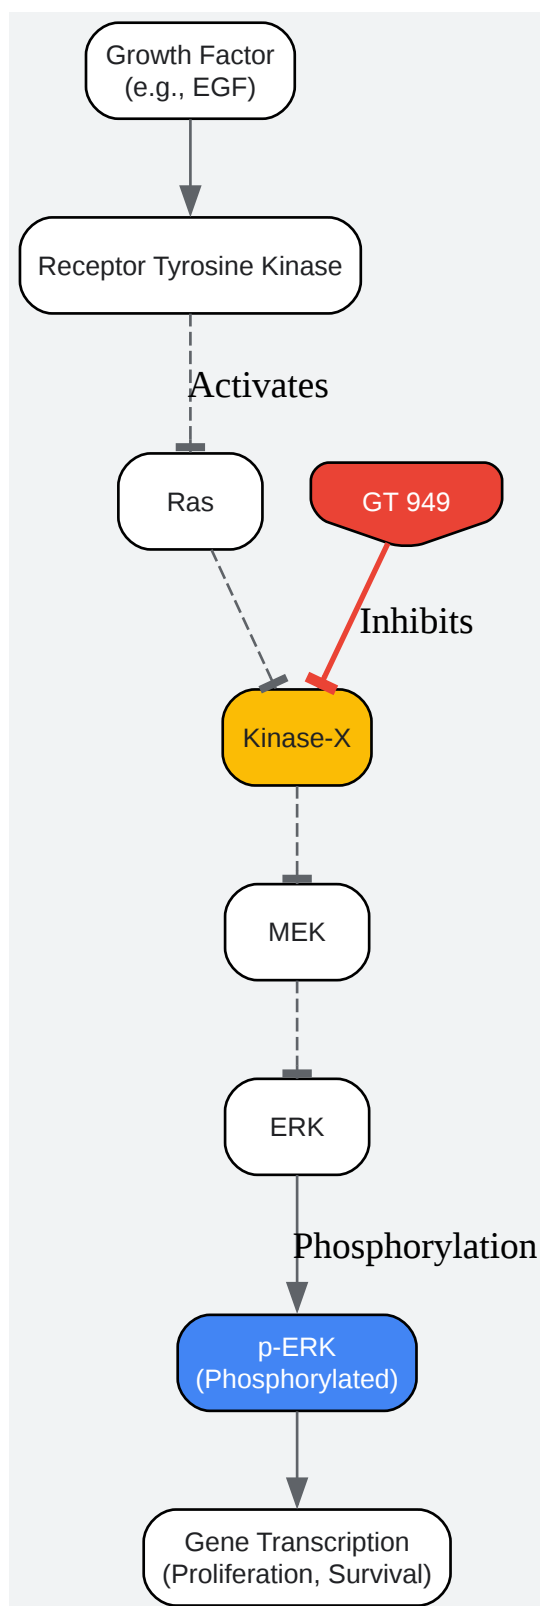 Growth Factor
(e.g., EGF)
Receptor Tyrosine Kinase
Activates
Ras
GT 949
Inhibits
Kinase-X
MEK
ERK
Phosphorylation
p-ERK
(Phosphorylated)
Gene Transcription
(Proliferation, Survival)